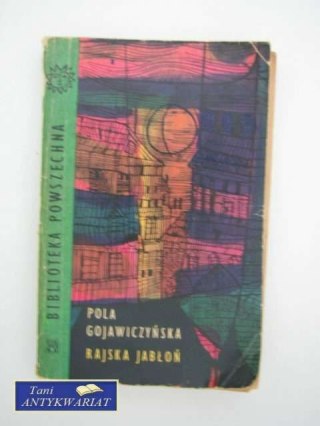 BIBLIOTEKA POWSZECHNA
POLA
GOJAWICZYŃSKA
RAJSKA JABŁOŃ
Tani
ANTYKWARIAT